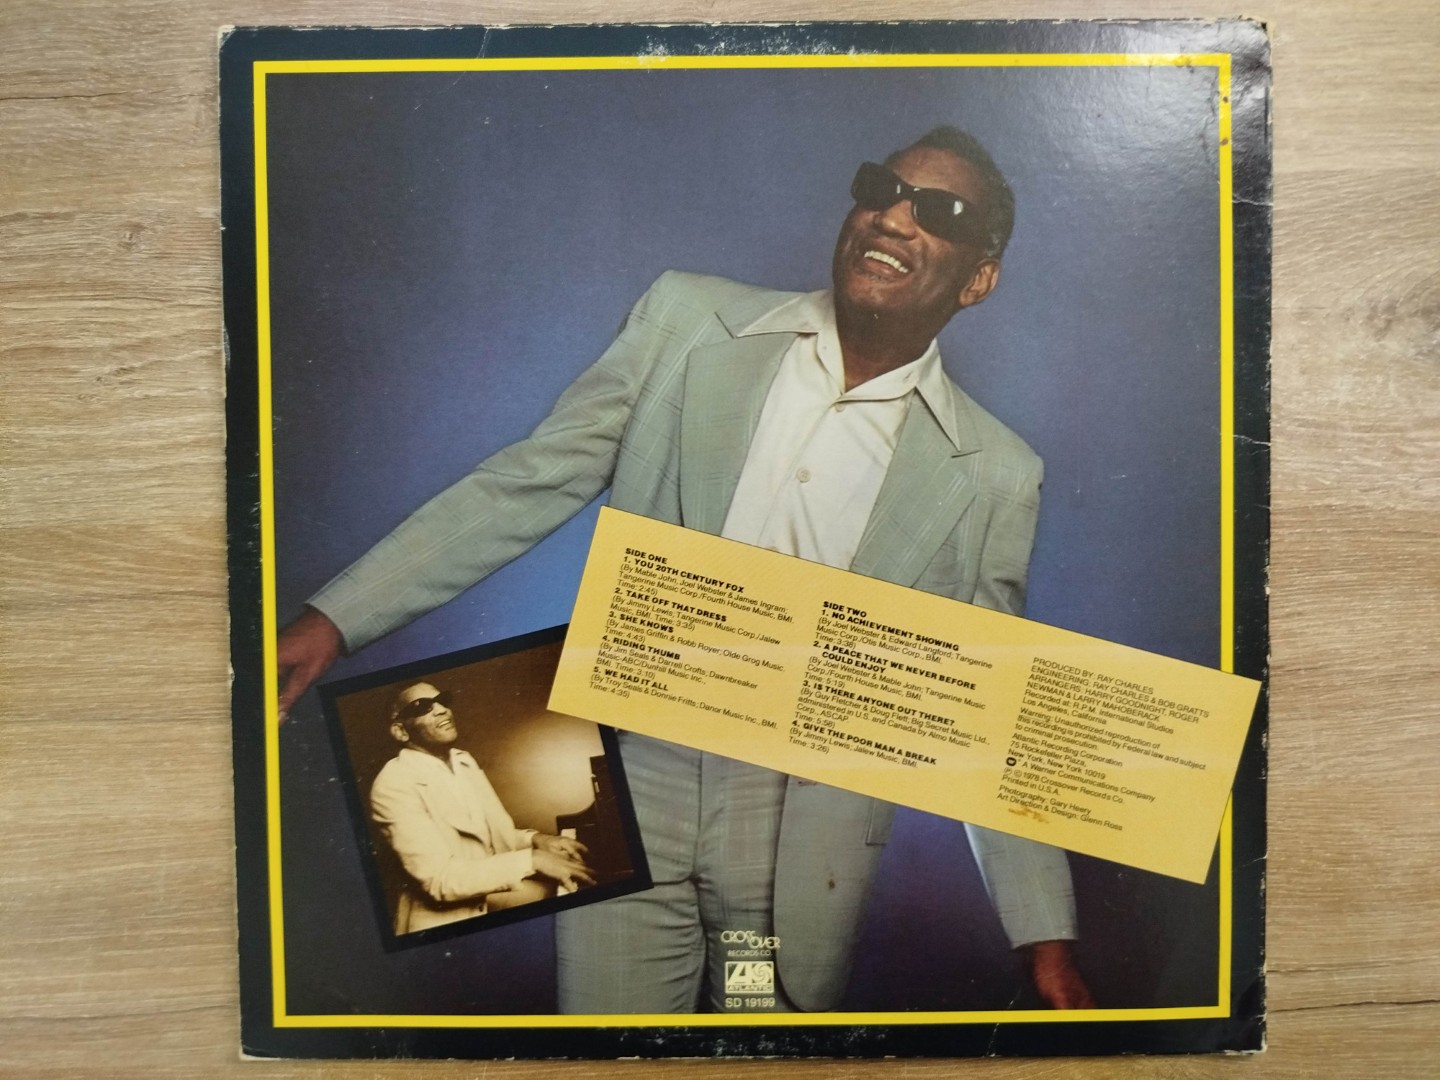 SIDE ONE
1. YOU 20TH CENTURY FOX
(By Mable John, Joel Webster & James Ingram;
Tangerine Music Corp./Fourth House Music, BMI.
Time: 2:45)
2. TAKE OFF THAT DRESS
(By Jimmy Lewis; Tangerine Music Corp./Jalew
Music, BMI. Time: 3:35)
3. SHE KNOWS
(By James Griffin & Robb Royer; Olde Grog Music.
Time: 4:43)
4. RIDING THUMB
(By Jim Seals & Darrell Crofts; Dawnbreaker
Music-ABC/Dunhill Music Inc.,
BMI. Time: 3:10)
5. WE HAD IT ALL
(By Troy Seals & Donnie Fritts; Danor Music Inc., BMI.
Time: 4:35)
SIDE TWO
1. NO ACHIEVEMENT SHOWING
(By Joel Webster & Edward Langford; Tangerine
Music Corp./Otis Music Corp., BMI.
Time: 3:38)
2. A PEACE THAT WE NEVER BEFORE
COULD ENJOY
(By Joel Webster & Mable John; Tangerine Music
Corp./Fourth House Music, BMI.
Time: 5:19)
3. IS THERE ANYONE OUT THERE?
(By Guy Fletcher & Doug Flett; Big Secret Music Ltd.,
administered in U.S. and Canada by Almo Music
Corp., ASCAP
Time: 5:58)
4. GIVE THE POOR MAN A BREAK
(By Jimmy Lewis; Jalew Music, BMI.
Time: 3:26)
PRODUCED BY: RAY CHARLES
ENGINEERING: RAY CHARLES & BOB GRATTS
ARRANGERS: HARRY GOODNIGHT, ROGER
NEWMAN & LARRY MAHOBERACK
Recorded at: R.P.M. International Studios
Los Angeles, California
Warning: Unauthorized reproduction of
this recording is prohibited by Federal law and subject
to criminal prosecution.
Atlantic Recording Corporation
75 Rockefeller Plaza,
New York, New York 10019
A Warner Communications Company
℗ © 1978 Crossover Records Co.
Printed in U.S.A.
Photography: Gary Heery
Art Direction & Design: Glenn Ross
CROSSOVER
RECORDS CO.
ATLANTIC
SD 19199